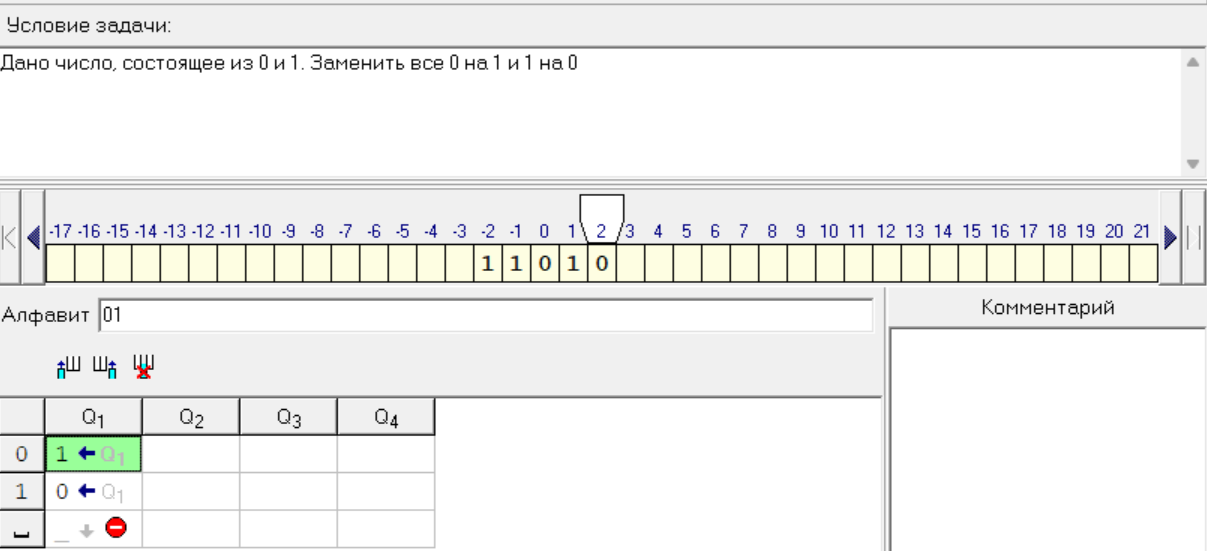 Условие задачи:
Дано число, состоящее из 0 и 1. Заменить все 0 на 1 и 1 на 0
-17 -16 -15 -14 -13 -12 -11 -10 -9 -8 -7 -6 -5 -4 -3 -2 -1 0 1 2 3 4 5 6 7 8 9 10 11 12 13 14 15 16 17 18 19 20 21
1 1 0 1 0
Алфавит 01
Комментарий
Q1 Q2 Q3 Q4
0 1 ← Q1
1 0 ← Q1
_